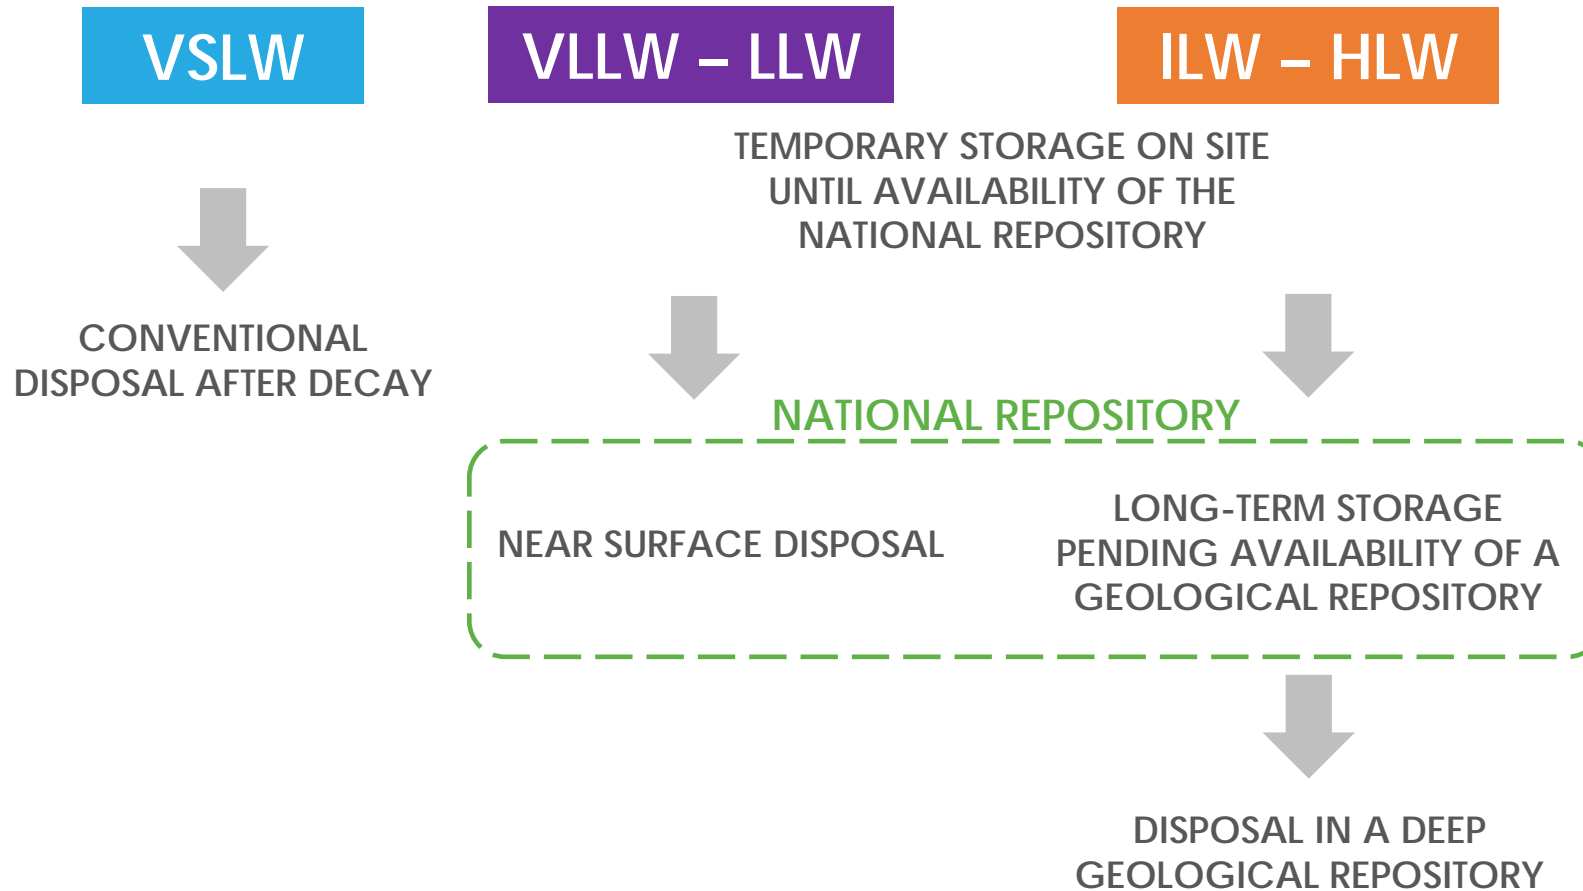 VSLW
VLLW – LLW
ILW – HLW
TEMPORARY STORAGE ON SITE
UNTIL AVAILABILITY OF THE
NATIONAL REPOSITORY
CONVENTIONAL
DISPOSAL AFTER DECAY
NATIONAL REPOSITORY
NEAR SURFACE DISPOSAL
LONG-TERM STORAGE
PENDING AVAILABILITY OF A
GEOLOGICAL REPOSITORY
DISPOSAL IN A DEEP
GEOLOGICAL REPOSITORY